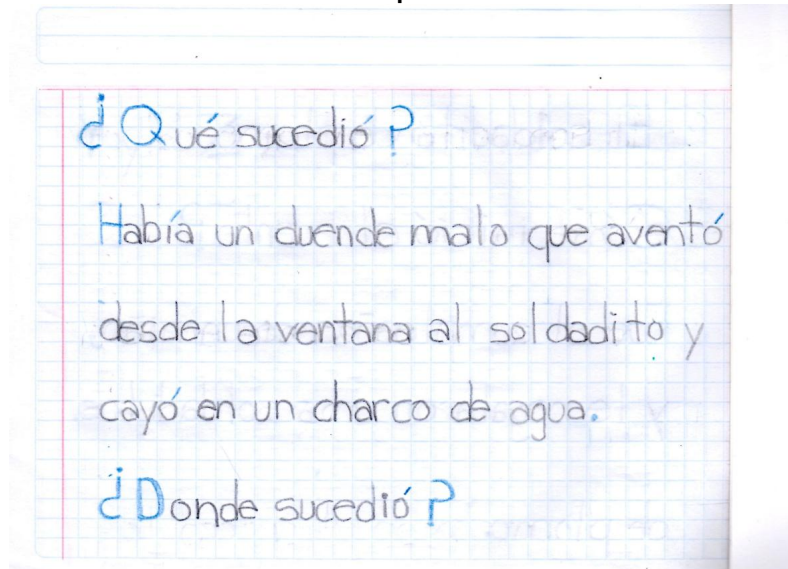 ¿Qué sucedió?
Había un duende malo que aventó
desde la ventana al soldadito y
cayó en un charco de agua.
¿Donde sucedió?